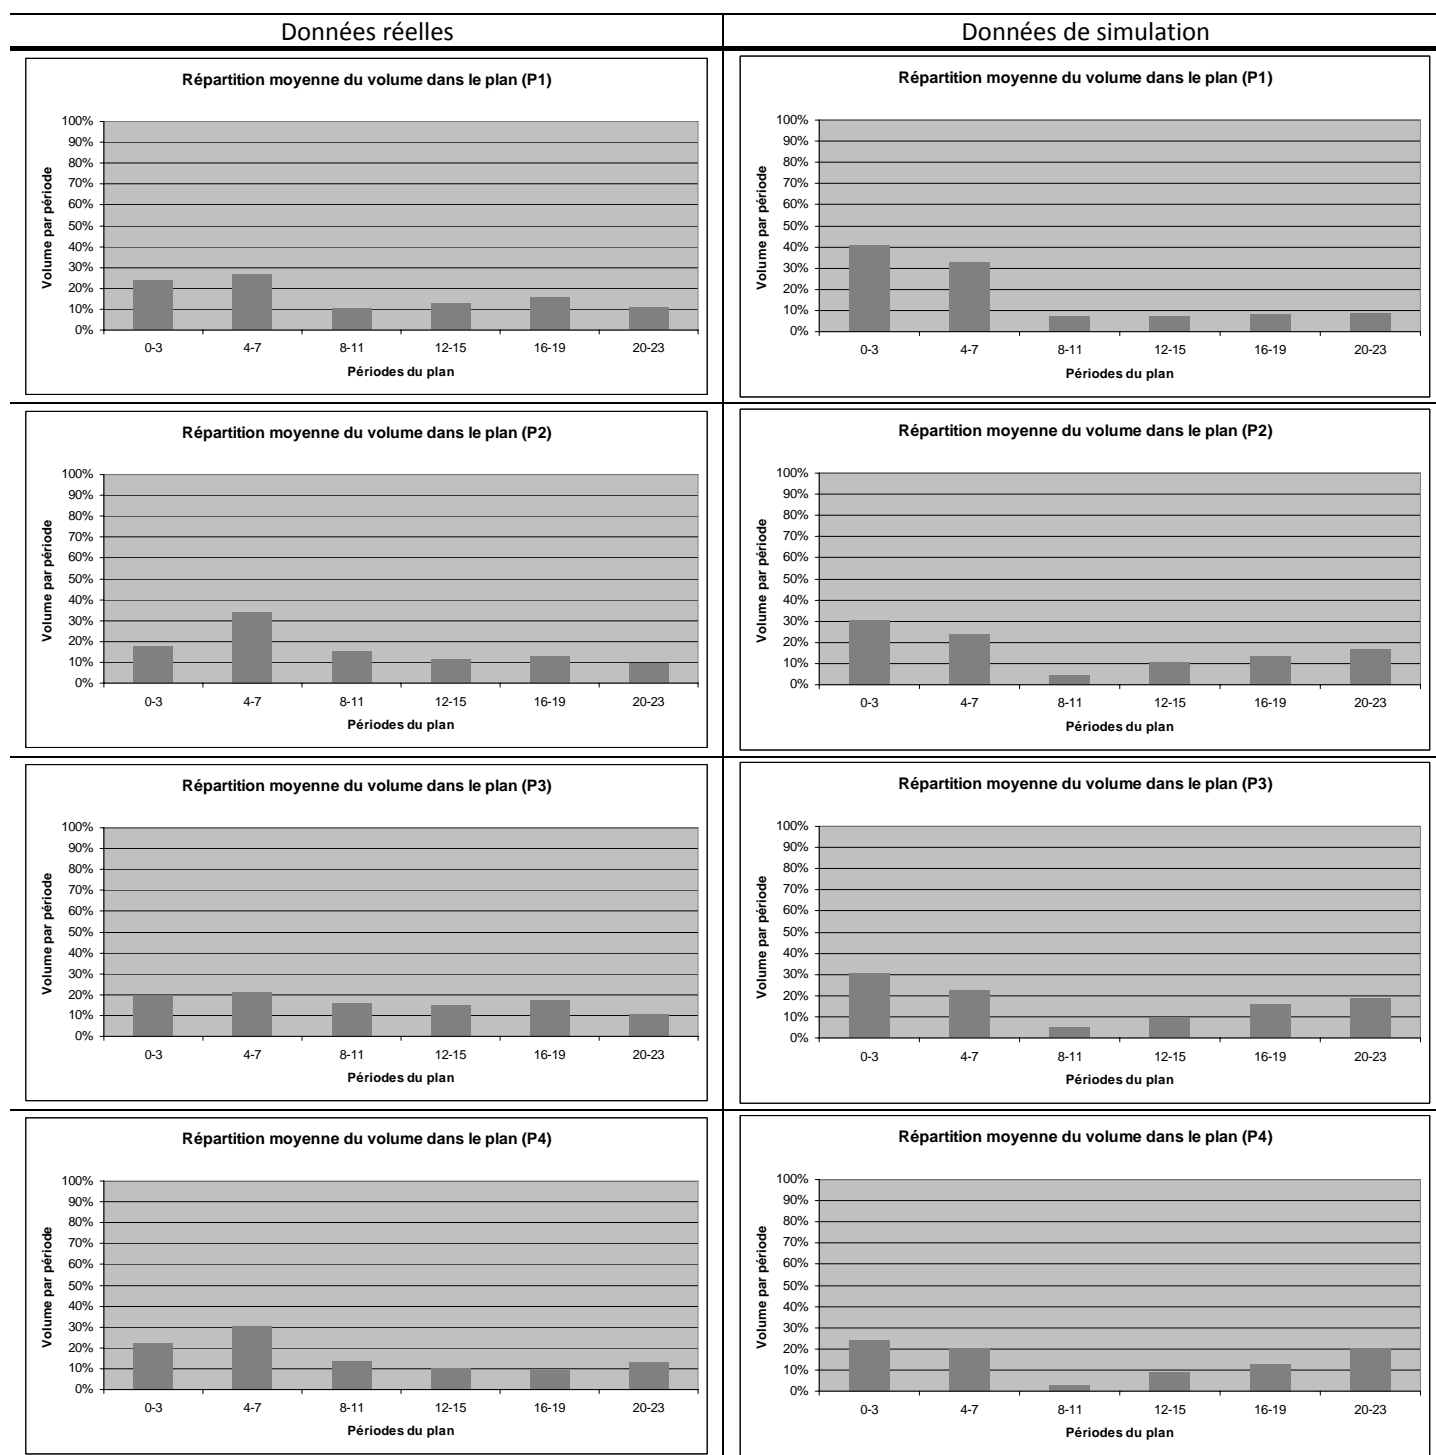 Données réelles
Données de simulation
Répartition moyenne du volume dans le plan (P1)
100%
90%
80%
70%
60%
50%
40%
30%
20%
10%
0%
Volume par période
0-3 4-7 8-11 12-15 16-19 20-23
Périodes du plan
Répartition moyenne du volume dans le plan (P1)
100%
90%
80%
70%
60%
50%
40%
30%
20%
10%
0%
Volume par période
0-3 4-7 8-11 12-15 16-19 20-23
Périodes du plan
Répartition moyenne du volume dans le plan (P2)
100%
90%
80%
70%
60%
50%
40%
30%
20%
10%
0%
Volume par période
0-3 4-7 8-11 12-15 16-19 20-23
Périodes du plan
Répartition moyenne du volume dans le plan (P2)
100%
90%
80%
70%
60%
50%
40%
30%
20%
10%
0%
Volume par période
0-3 4-7 8-11 12-15 16-19 20-23
Périodes du plan
Répartition moyenne du volume dans le plan (P3)
100%
90%
80%
70%
60%
50%
40%
30%
20%
10%
0%
Volume par période
0-3 4-7 8-11 12-15 16-19 20-23
Périodes du plan
Répartition moyenne du volume dans le plan (P3)
100%
90%
80%
70%
60%
50%
40%
30%
20%
10%
0%
Volume par période
0-3 4-7 8-11 12-15 16-19 20-23
Périodes du plan
Répartition moyenne du volume dans le plan (P4)
100%
90%
80%
70%
60%
50%
40%
30%
20%
10%
0%
Volume par période
0-3 4-7 8-11 12-15 16-19 20-23
Périodes du plan
Répartition moyenne du volume dans le plan (P4)
100%
90%
80%
70%
60%
50%
40%
30%
20%
10%
0%
Volume par période
0-3 4-7 8-11 12-15 16-19 20-23
Périodes du plan